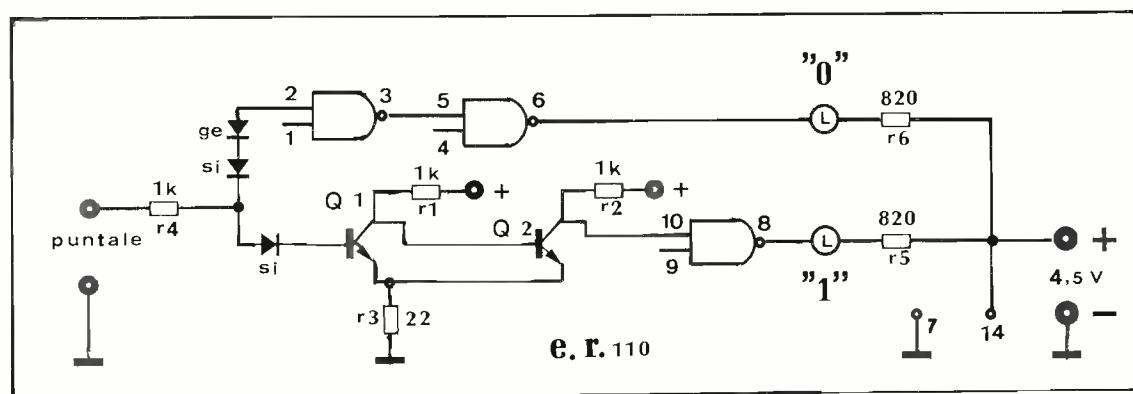 "0"
2
3
5
6
820
ge
1
4
L
r6
si
1k
1k
1k
Q 1
+
+
r1
Q 2
r2
r4
10
8
820
puntale
si
9
L
r5
+
"1"
4,5 V
r3
22
7
14
−
e. r. 110